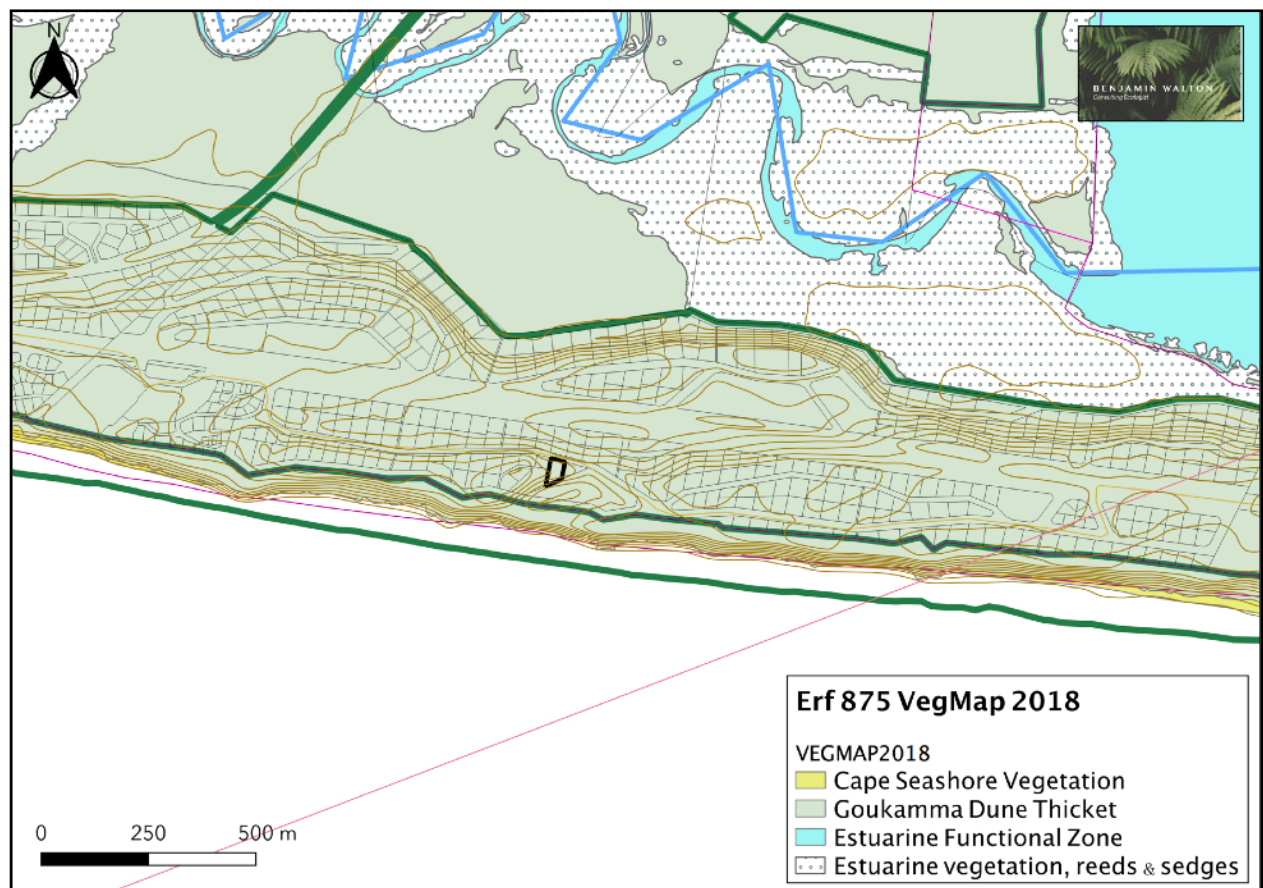 N
BENJAMIN WALTON
Consulting Ecologist
Erf 875 VegMap 2018
VEGMAP2018
Cape Seashore Vegetation
Goukamma Dune Thicket
Estuarine Functional Zone
Estuarine vegetation, reeds & sedges
0 250 500 m